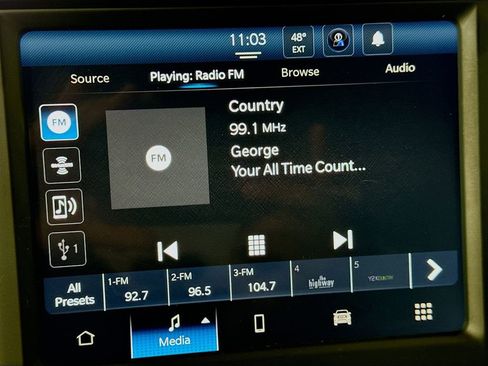 11:03
48°
EXT
Source
Playing: Radio FM
Browse
Audio
FM
Country
99.1 MHz
George
Your All Time Count...
FM
1
All
Presets
1-FM
92.7
2-FM
96.5
3-FM
104.7
4
the
highway
5
Y2KOUNTRY
Media